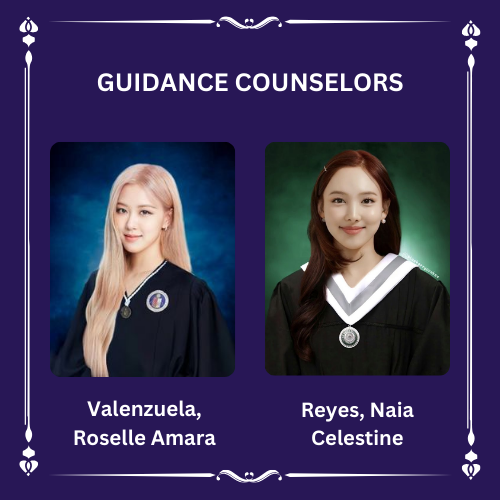 GUIDANCE COUNSELORS
Valenzuela,
Roselle Amara
Reyes, Naia
Celestine